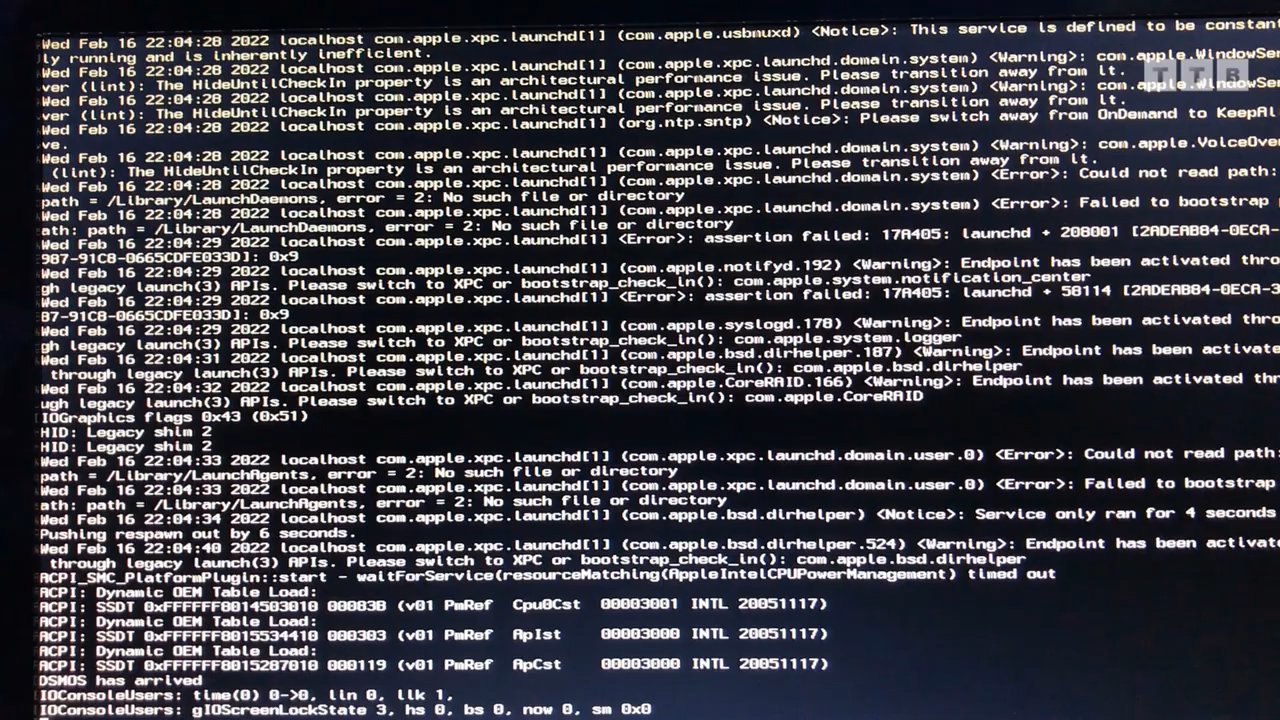 Wed Feb 16 22:04:28 2022 localhost com.apple.xpc.launchd[1] (com.apple.usbmuxd) <Notice>: This service is defined to be constant
ly running and is inherently inefficient.
Wed Feb 16 22:04:28 2022 localhost com.apple.xpc.launchd[1] (com.apple.xpc.launchd.domain.system) <Warning>: com.apple.WindowSer
ver (lint): The HideUntilCheckIn property is an architectural performance issue. Please transition away from it.
Wed Feb 16 22:04:28 2022 localhost com.apple.xpc.launchd[1] (com.apple.xpc.launchd.domain.system) <Warning>: com.apple.WindowSer
ver (lint): The HideUntilCheckIn property is an architectural performance issue. Please transition away from it.
Wed Feb 16 22:04:28 2022 localhost com.apple.xpc.launchd[1] (org.ntp.sntp) <Notice>: Please switch away from OnDemand to KeepAli
ve.
Wed Feb 16 22:04:28 2022 localhost com.apple.xpc.launchd[1] (com.apple.xpc.launchd.domain.system) <Warning>: com.apple.VoiceOver
(lint): The HideUntilCheckIn property is an architectural performance issue. Please transition away from it.
Wed Feb 16 22:04:28 2022 localhost com.apple.xpc.launchd[1] (com.apple.xpc.launchd.domain.system) <Error>: Could not read path:
path = /Library/LaunchDaemons, error = 2: No such file or directory
Wed Feb 16 22:04:28 2022 localhost com.apple.xpc.launchd[1] (com.apple.xpc.launchd.domain.system) <Error>: Failed to bootstrap
ath: path = /Library/LaunchDaemons, error = 2: No such file or directory
Wed Feb 16 22:04:29 2022 localhost com.apple.xpc.launchd[1] <Error>: assertion failed: 17A405: launchd + 208001 [2ADEAB84-0ECA-
987-91C8-0665CDFE033D]: 0x9
Wed Feb 16 22:04:29 2022 localhost com.apple.xpc.launchd[1] (com.apple.notifyd.192) <Warning>: Endpoint has been activated throu
gh legacy launch(3) APIs. Please switch to XPC or bootstrap_check_in(): com.apple.system.notification_center
Wed Feb 16 22:04:29 2022 localhost com.apple.xpc.launchd[1] <Error>: assertion failed: 17A405: launchd + 58114 [2ADEAB84-0ECA-3
87-91C8-0665CDFE033D]: 0x9
Wed Feb 16 22:04:29 2022 localhost com.apple.xpc.launchd[1] (com.apple.syslogd.178) <Warning>: Endpoint has been activated throu
gh legacy launch(3) APIs. Please switch to XPC or bootstrap_check_in(): com.apple.system.logger
Wed Feb 16 22:04:31 2022 localhost com.apple.xpc.launchd[1] (com.apple.bsd.dirhelper.187) <Warning>: Endpoint has been activate
through legacy launch(3) APIs. Please switch to XPC or bootstrap_check_in(): com.apple.bsd.dirhelper
Wed Feb 16 22:04:32 2022 localhost com.apple.xpc.launchd[1] (com.apple.CoreRAID.166) <Warning>: Endpoint has been activated thr
ugh legacy launch(3) APIs. Please switch to XPC or bootstrap_check_in(): com.apple.CoreRAID
IOGraphics flags 0x43 (0x51)
HID: Legacy shim 2
HID: Legacy shim 2
Wed Feb 16 22:04:33 2022 localhost com.apple.xpc.launchd[1] (com.apple.xpc.launchd.domain.user.0) <Error>: Could not read path:
path = /Library/LaunchAgents, error = 2: No such file or directory
Wed Feb 16 22:04:33 2022 localhost com.apple.xpc.launchd[1] (com.apple.xpc.launchd.domain.user.0) <Error>: Failed to bootstrap
ath: path = /Library/LaunchAgents, error = 2: No such file or directory
Wed Feb 16 22:04:34 2022 localhost com.apple.xpc.launchd[1] (com.apple.bsd.dirhelper) <Notice>: Service only ran for 4 seconds
Pushing respawn out by 6 seconds.
Wed Feb 16 22:04:40 2022 localhost com.apple.xpc.launchd[1] (com.apple.bsd.dirhelper.524) <Warning>: Endpoint has been activate
through legacy launch(3) APIs. Please switch to XPC or bootstrap_check_in(): com.apple.bsd.dirhelper
ACPI_SMC_PlatformPlugin::start - waitForService(resourceMatching(AppleIntelCPUPowerManagement) timed out
ACPI: Dynamic OEM Table Load:
ACPI: SSDT 0xFFFFFF8014503010 00083B (v01 PmRef  Cpu0Cst  00003001 INTL 20051117)
ACPI: Dynamic OEM Table Load:
ACPI: SSDT 0xFFFFFF8015534410 000303 (v01 PmRef  ApIst    00003000 INTL 20051117)
ACPI: Dynamic OEM Table Load:
ACPI: SSDT 0xFFFFFF8015287010 000119 (v01 PmRef  ApCst    00003000 INTL 20051117)
DSMOS has arrived
IOConsoleUsers: time(0) 0->0, lin 0, llk 1,
IOConsoleUsers: gIOScreenLockState 3, hs 0, bs 0, now 0, sm 0x0
TTR